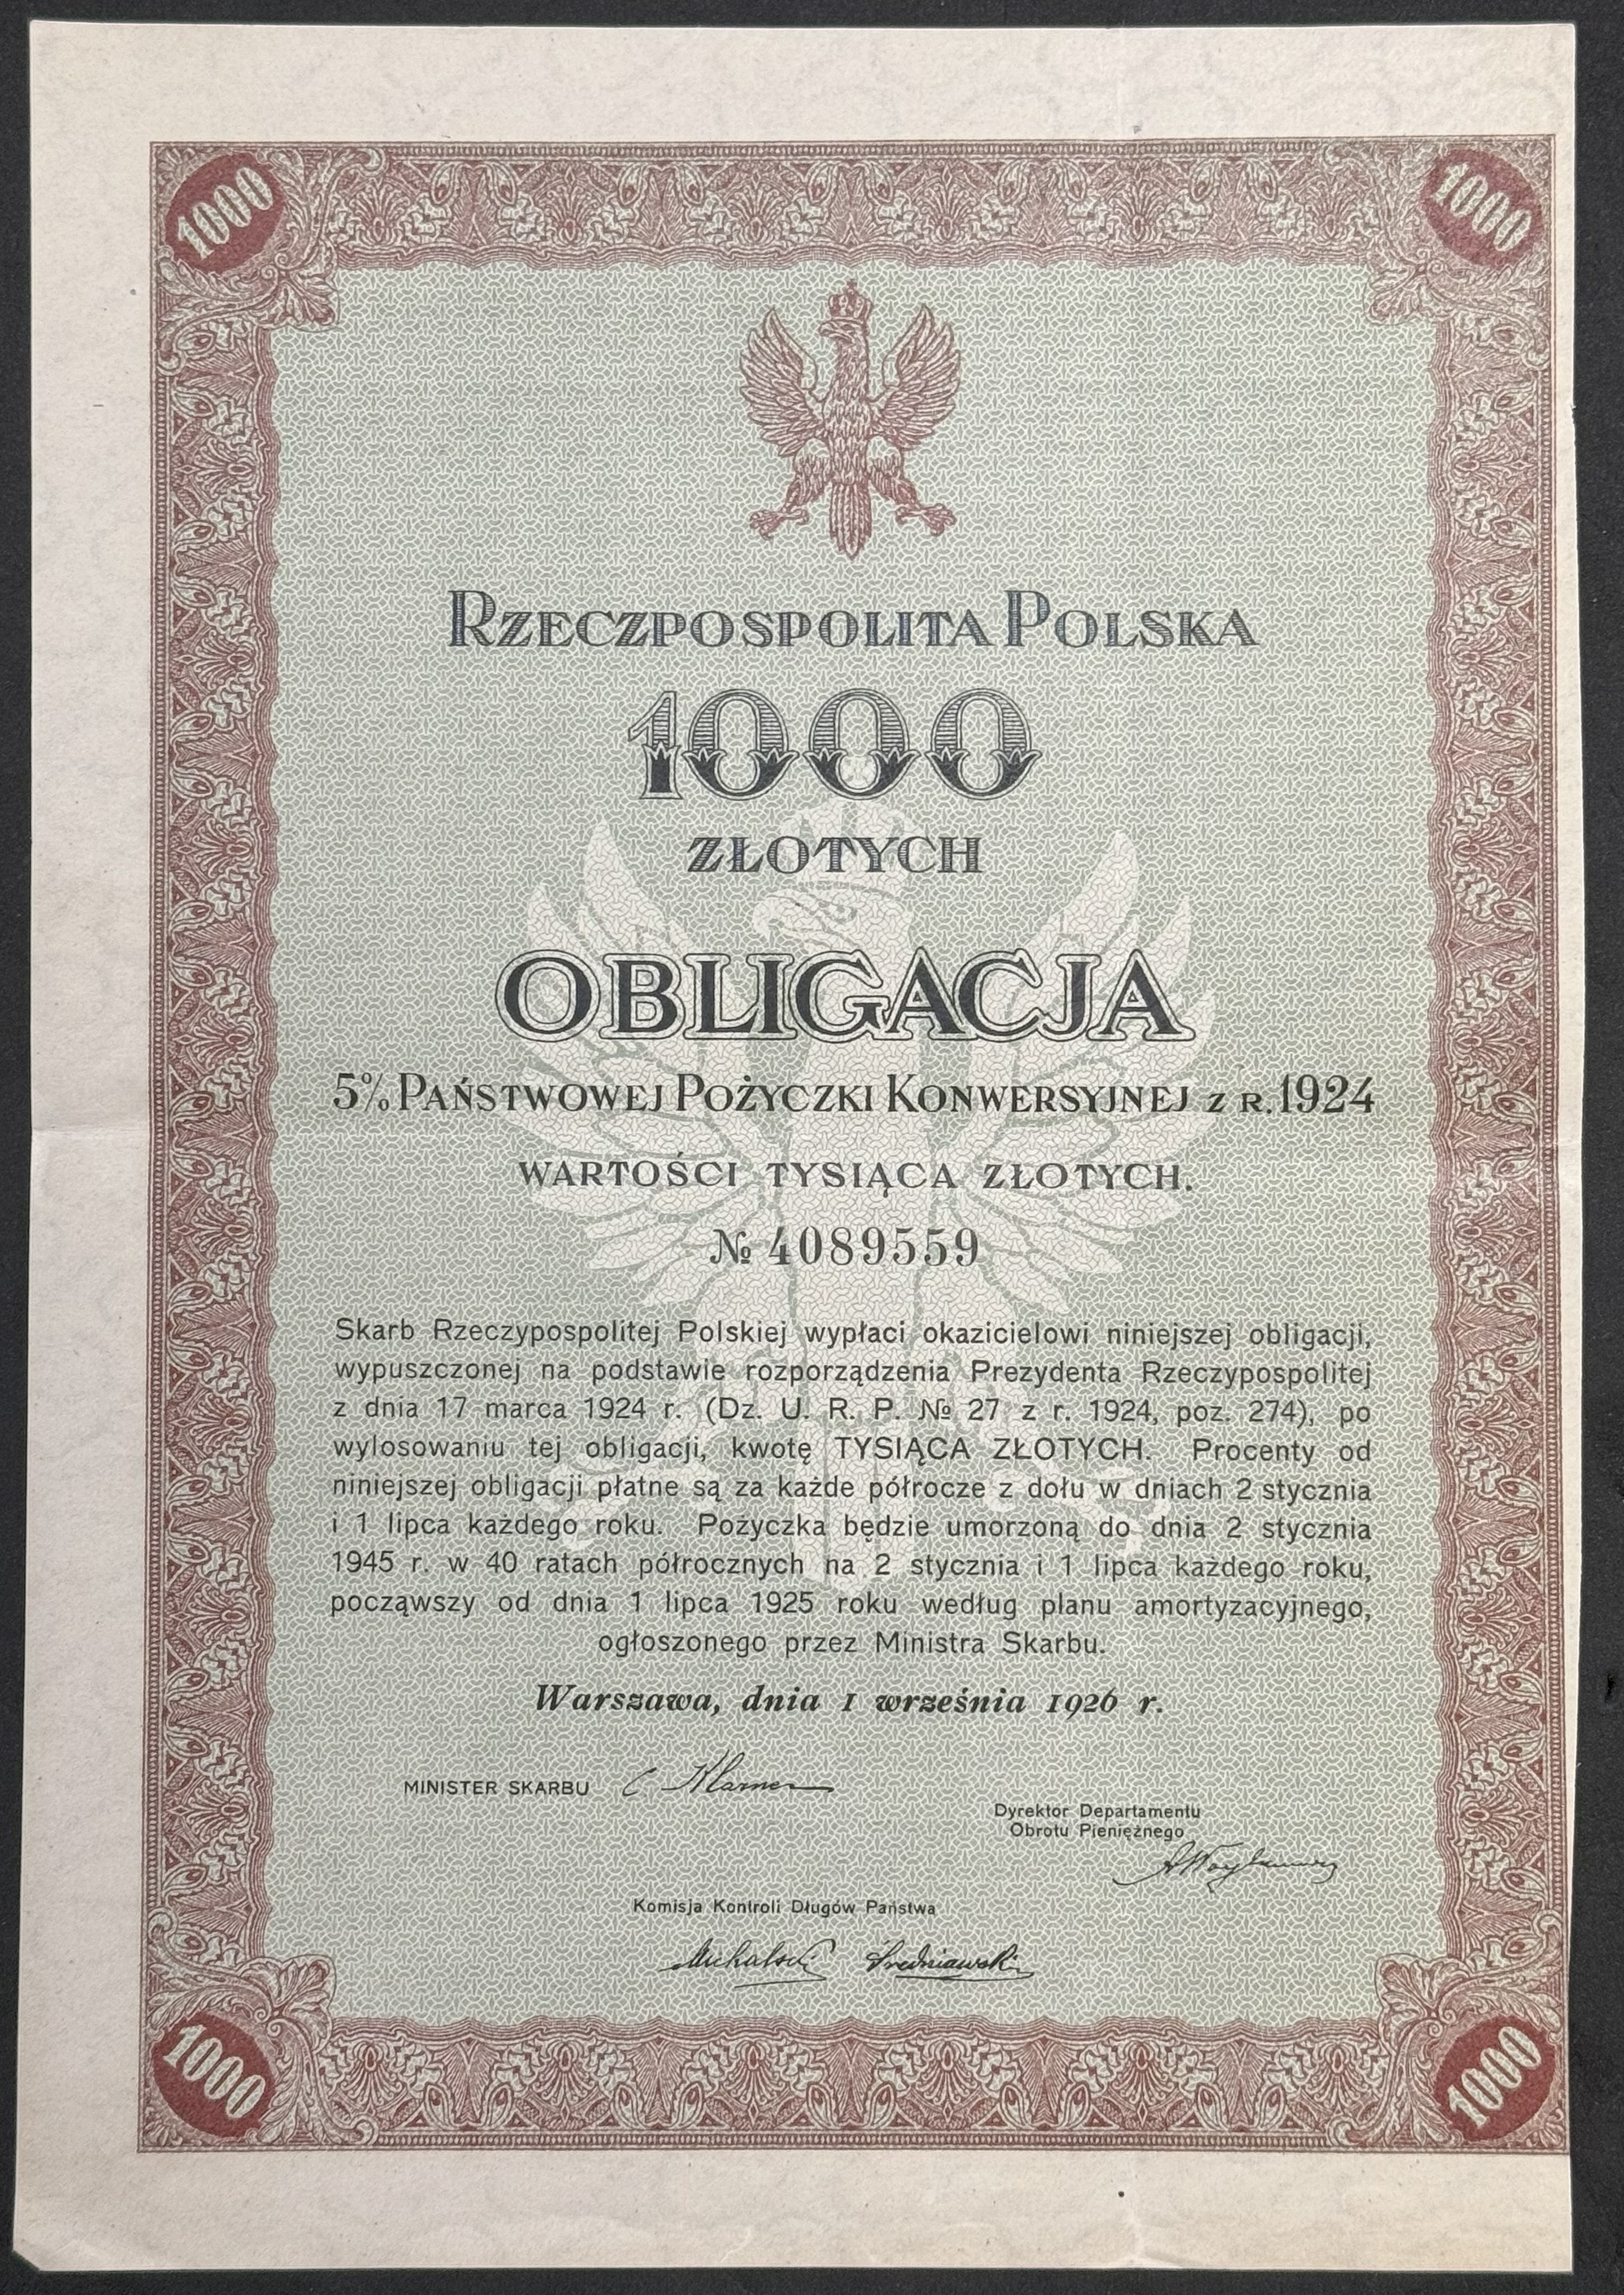 1000
1000
RZECZPOSPOLITA POLSKA
1000
ZŁOTYCH
OBLIGACJA
5% PAŃSTWOWEJ POŻYCZKI KONWERSYJNEJ Z R. 1924
WARTOŚCI TYSIĄCA ZŁOTYCH.
№ 4089559
Skarb Rzeczypospolitej Polskiej wypłaci okazicielowi niniejszej obligacji,
wypuszczonej na podstawie rozporządzenia Prezydenta Rzeczypospolitej
z dnia 17 marca 1924 r. (Dz. U. R. P. № 27 z r. 1924, poz. 274), po
wylosowaniu tej obligacji, kwotę TYSIĄCA ZŁOTYCH. Procenty od
niniejszej obligacji płatne są za każde półrocze z dołu w dniach 2 stycznia
i 1 lipca każdego roku. Pożyczka będzie umorzoną do dnia 2 stycznia
1945 r. w 40 ratach półrocznych na 2 stycznia i 1 lipca każdego roku,
począwszy od dnia 1 lipca 1925 roku według planu amortyzacyjnego,
ogłoszonego przez Ministra Skarbu.
Warszawa, dnia 1 września 1926 r.
MINISTER SKARBU C. Klarner
Dyrektor Departamentu
Obrotu Pieniężnego
Komisja Kontroli Długów Państwa
Michalski Średniawski
1000
1000